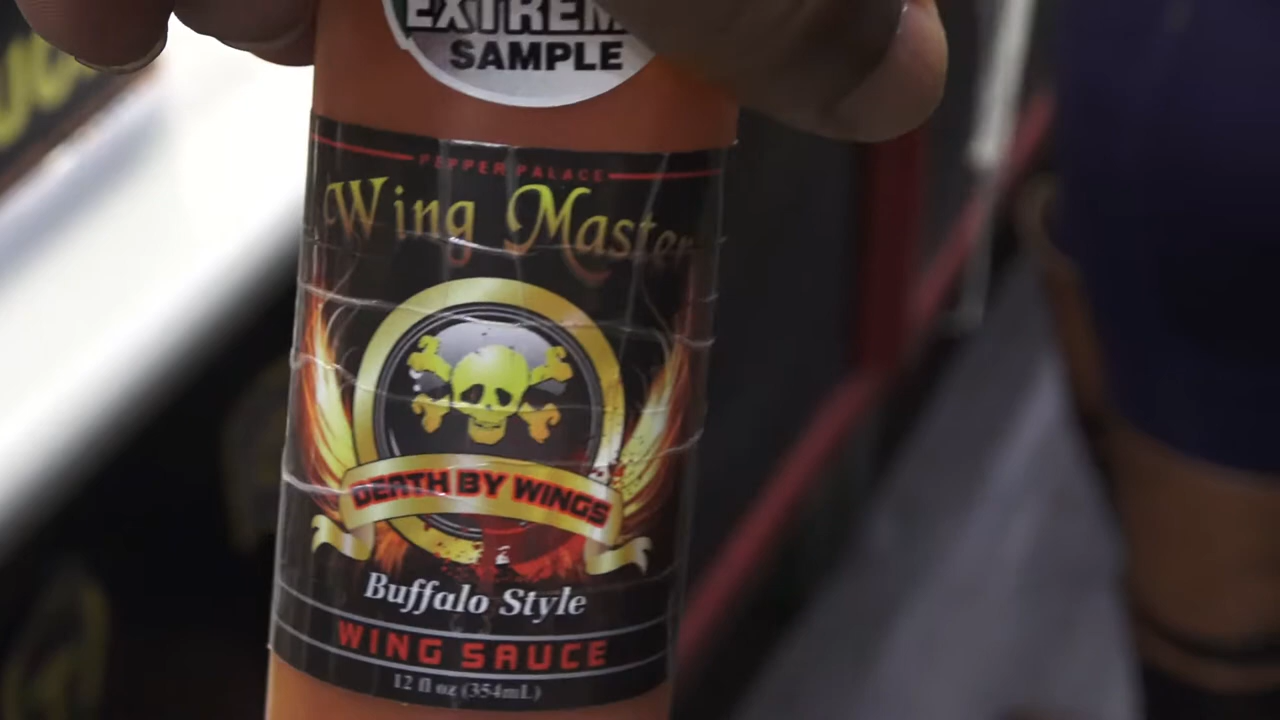 EXTREM
SAMPLE
PEPPER PALACE
Wing Master
DEATH BY WINGS
Buffalo Style
WING SAUCE
12 fl oz (354mL)